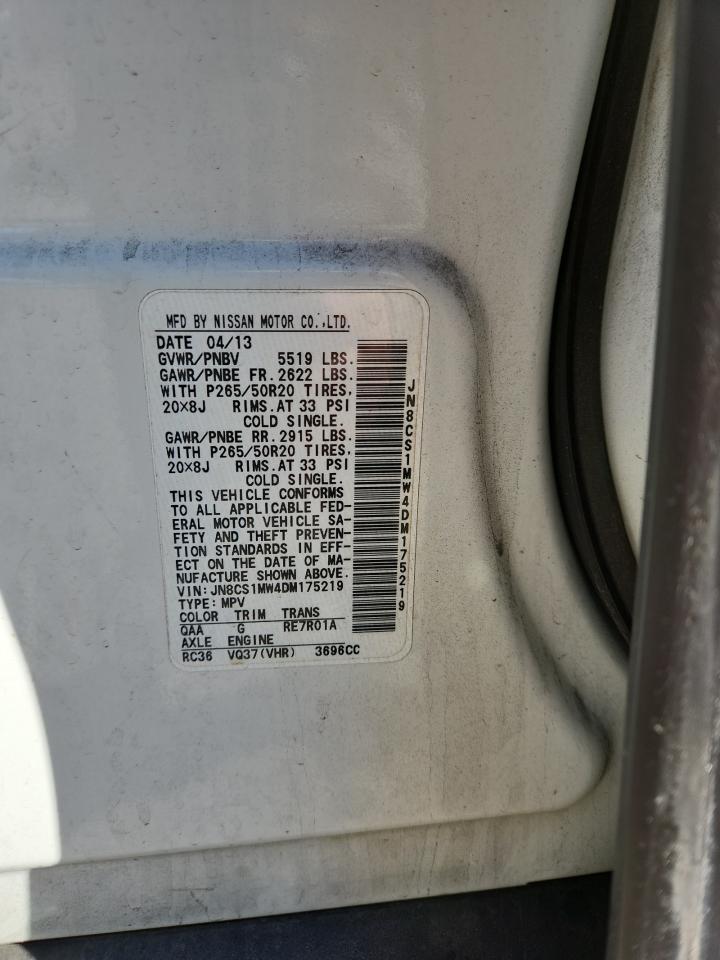 MFD BY NISSAN MOTOR CO.,LTD.
DATE 04/13
GVWR/PNBV 5519 LBS.
GAWR/PNBE FR. 2622 LBS.
WITH P265/50R20 TIRES,
20×8J RIMS. AT 33 PSI
COLD SINGLE.
GAWR/PNBE RR. 2915 LBS.
WITH P265/50R20 TIRES,
20×8J RIMS. AT 33 PSI
COLD SINGLE.
THIS VEHICLE CONFORMS
TO ALL APPLICABLE FED-
ERAL MOTOR VEHICLE SA-
FETY AND THEFT PREVEN-
TION STANDARDS IN EFF-
ECT ON THE DATE OF MA-
NUFACTURE SHOWN ABOVE.
VIN:JN8CS1MW4DM175219
TYPE:MPV
COLOR TRIM TRANS
QAA G RE7R01A
AXLE ENGINE
RC36 VQ37(VHR) 3696CC
JN8CS1MW4DM175219